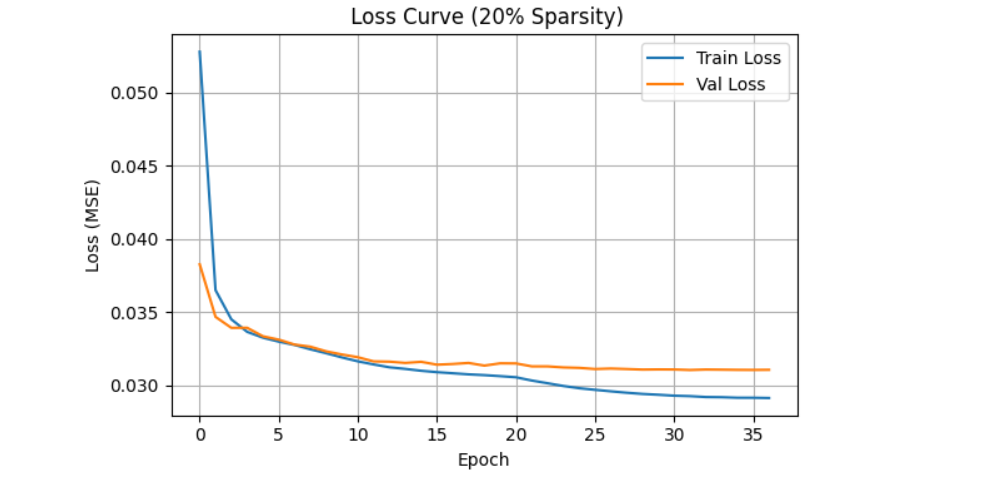 Loss Curve (20% Sparsity)
Train Loss
Val Loss
0.050
0.045
0.040
0.035
0.030
Loss (MSE)
0 5 10 15 20 25 30 35
Epoch